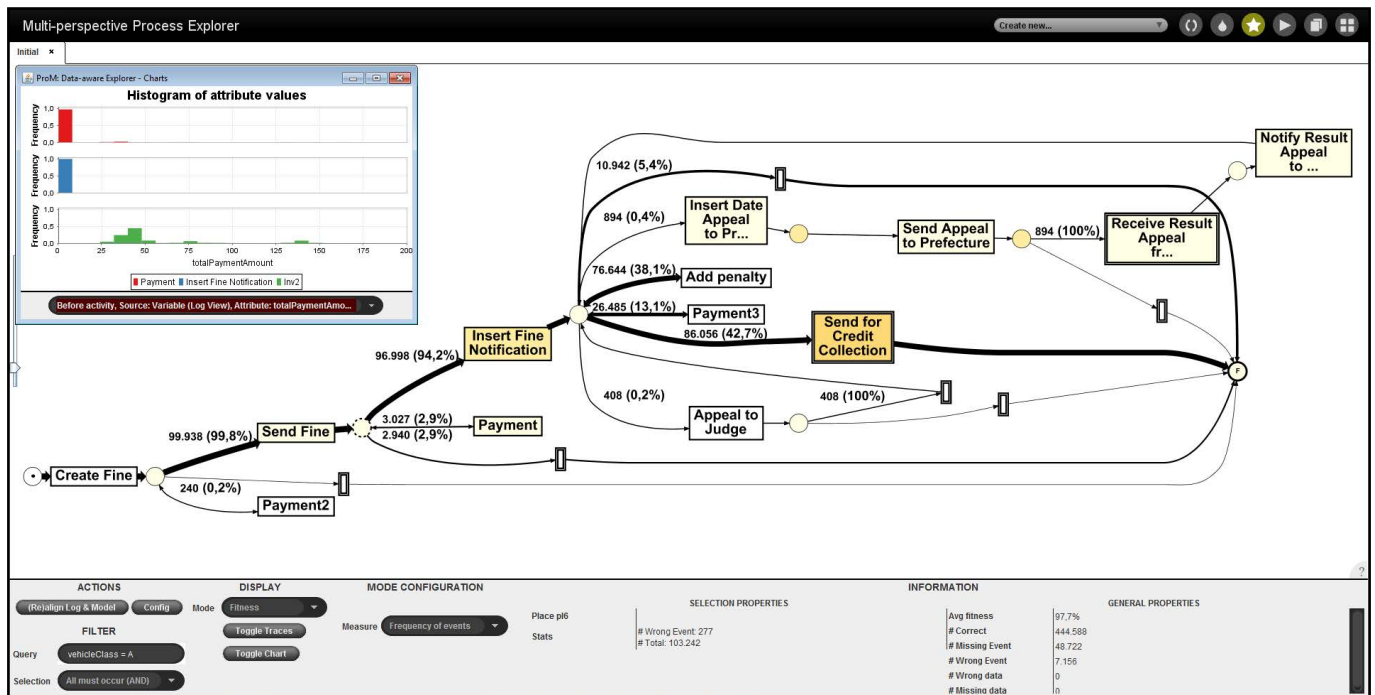 Multi-perspective Process Explorer
Create new...
Initial ×
ProM: Data-aware Explorer - Charts
Histogram of attribute values
Frequency
1,0
0,5
0,0
Frequency
1,0
0,5
0,0
Frequency
1,0
0,5
0,0
0 25 50 75 100 125 150 175 200
totalPaymentAmount
Payment Insert Fine Notification Inv2
Before activity, Source: Variable (Log View), Attribute: totalPaymentAmo...
Notify Result
Appeal
to ...
10.942 (5,4%)
Insert Date
Appeal
to Pr...
894 (0,4%)
Send Appeal
to Prefecture
894 (100%)
Receive Result
Appeal
fr...
76.644 (38,1%)
Add penalty
26.485 (13,1%)
Payment3
86.056 (42,7%)
Send for
Credit
Collection
Insert Fine
Notification
96.998 (94,2%)
F
408 (0,2%)
Appeal to
Judge
408 (100%)
99.938 (99,8%)
Send Fine
3.027 (2,9%)
2.940 (2,9%)
Payment
Create Fine
240 (0,2%)
Payment2
?
ACTIONS
(Re)align Log & Model Config
FILTER
Query vehicleClass = A
Selection All must occur (AND)
DISPLAY
Mode Fitness
Toggle Traces
Toggle Chart
MODE CONFIGURATION
Measure Frequency of events
INFORMATION
SELECTION PROPERTIES
Place pl6
Stats
# Wrong Event: 277
# Total: 103.242
GENERAL PROPERTIES
Avg fitness 97,7%
# Correct 444.588
# Missing Event 48.722
# Wrong Event 7.156
# Wrong data 0
# Missing data 0